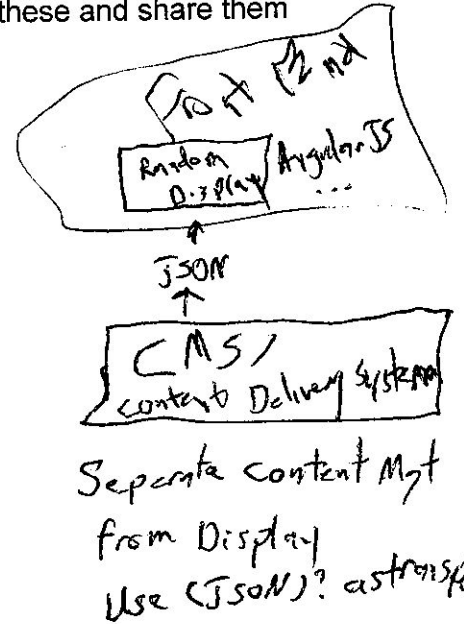 these and share them
Front End
Random
Display
AngularJS
...
JSON
CMS/
Content Delivery System
Separate Content Mgt
from Display
Use (JSON)? as